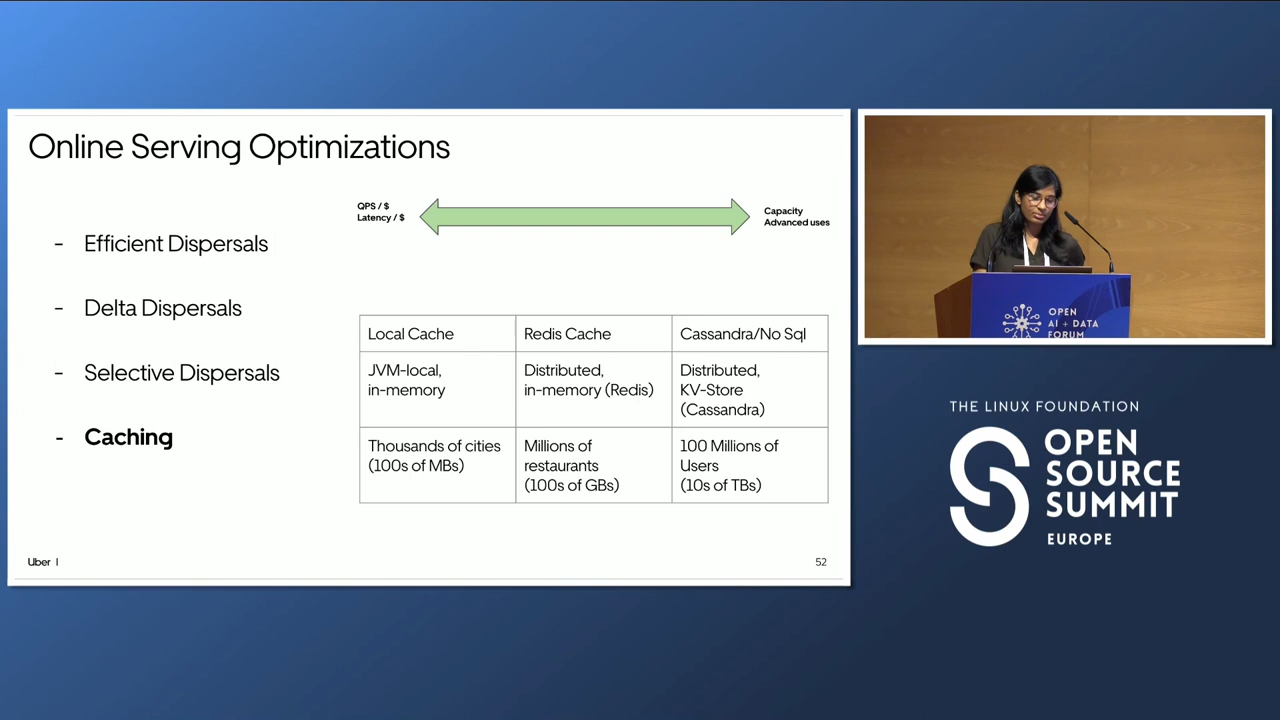 Online Serving Optimizations
QPS / $
Latency / $
Capacity
Advanced uses
- Efficient Dispersals
- Delta Dispersals
- Selective Dispersals
- Caching
Local Cache
Redis Cache
Cassandra/No Sql
JVM-local,
in-memory
Distributed,
in-memory (Redis)
Distributed,
KV-Store
(Cassandra)
Thousands of cities
(100s of MBs)
Millions of
restaurants
(100s of GBs)
100 Millions of
Users
(10s of TBs)
Uber |
52
OPEN
AI + DATA
FORUM
THE LINUX FOUNDATION
OPEN
SOURCE
SUMMIT
EUROPE